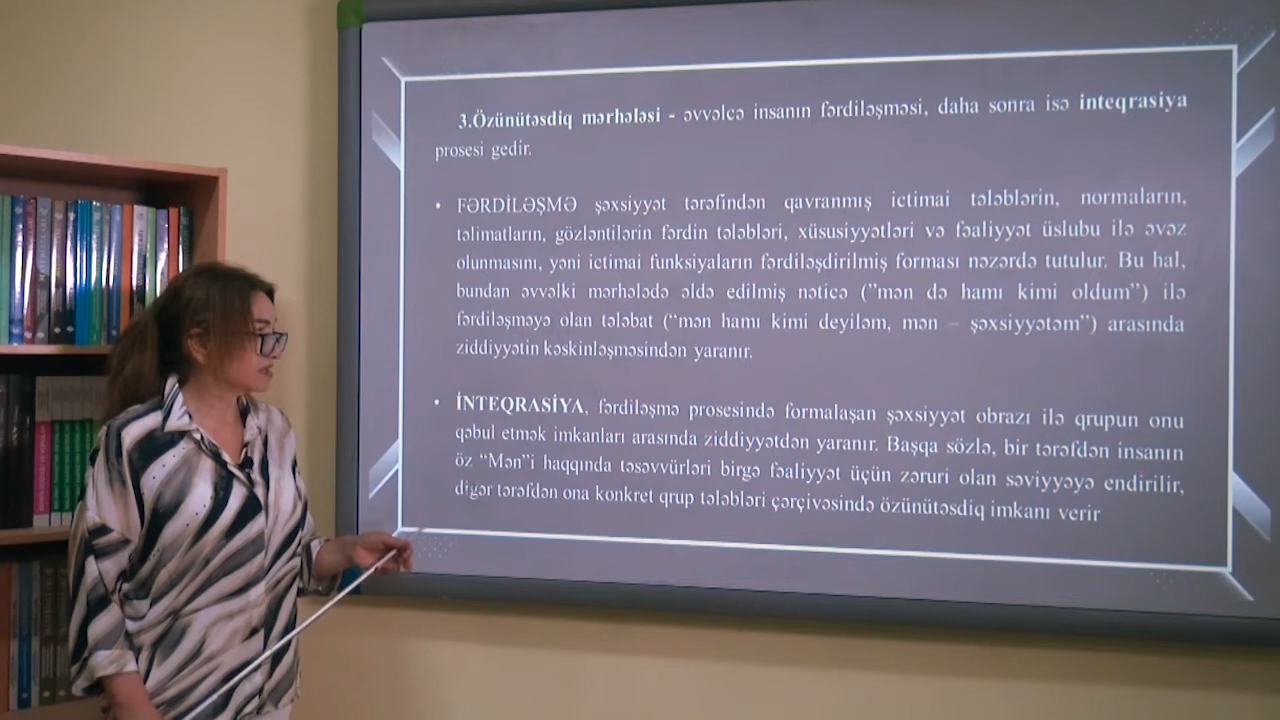 3.Özünütəsdiq mərhələsi - əvvəlcə insanın fərdiləşməsi, daha sonra isə inteqrasiya
prosesi gedir.
• FƏRDİLƏŞMƏ şəxsiyyət tərəfindən qavranmış ictimai tələblərin, normaların,
təlimatların, gözləntilərin fərdin tələbləri, xüsusiyyətləri və fəaliyyət üslubu ilə əvəz
olunmasını, yəni ictimai funksiyaların fərdiləşdirilmiş forması nəzərdə tutulur. Bu hal,
bundan əvvəlki mərhələdə əldə edilmiş nəticə (”mən də hamı kimi oldum”) ilə
fərdiləşməyə olan tələbat (“mən hamı kimi deyiləm, mən – şəxsiyyətəm”) arasında
ziddiyyətin kəskinləşməsindən yaranır.
• İNTEQRASİYA, fərdiləşmə prosesində formalaşan şəxsiyyət obrazı ilə qrupun onu
qəbul etmək imkanları arasında ziddiyyətdən yaranır. Başqa sözlə, bir tərəfdən insanın
öz “Mən”i haqqında təsəvvürləri birgə fəaliyyət üçün zəruri olan səviyyəyə endirilir,
digər tərəfdən ona konkret qrup tələbləri çərçivəsində özünütəsdiq imkanı verir